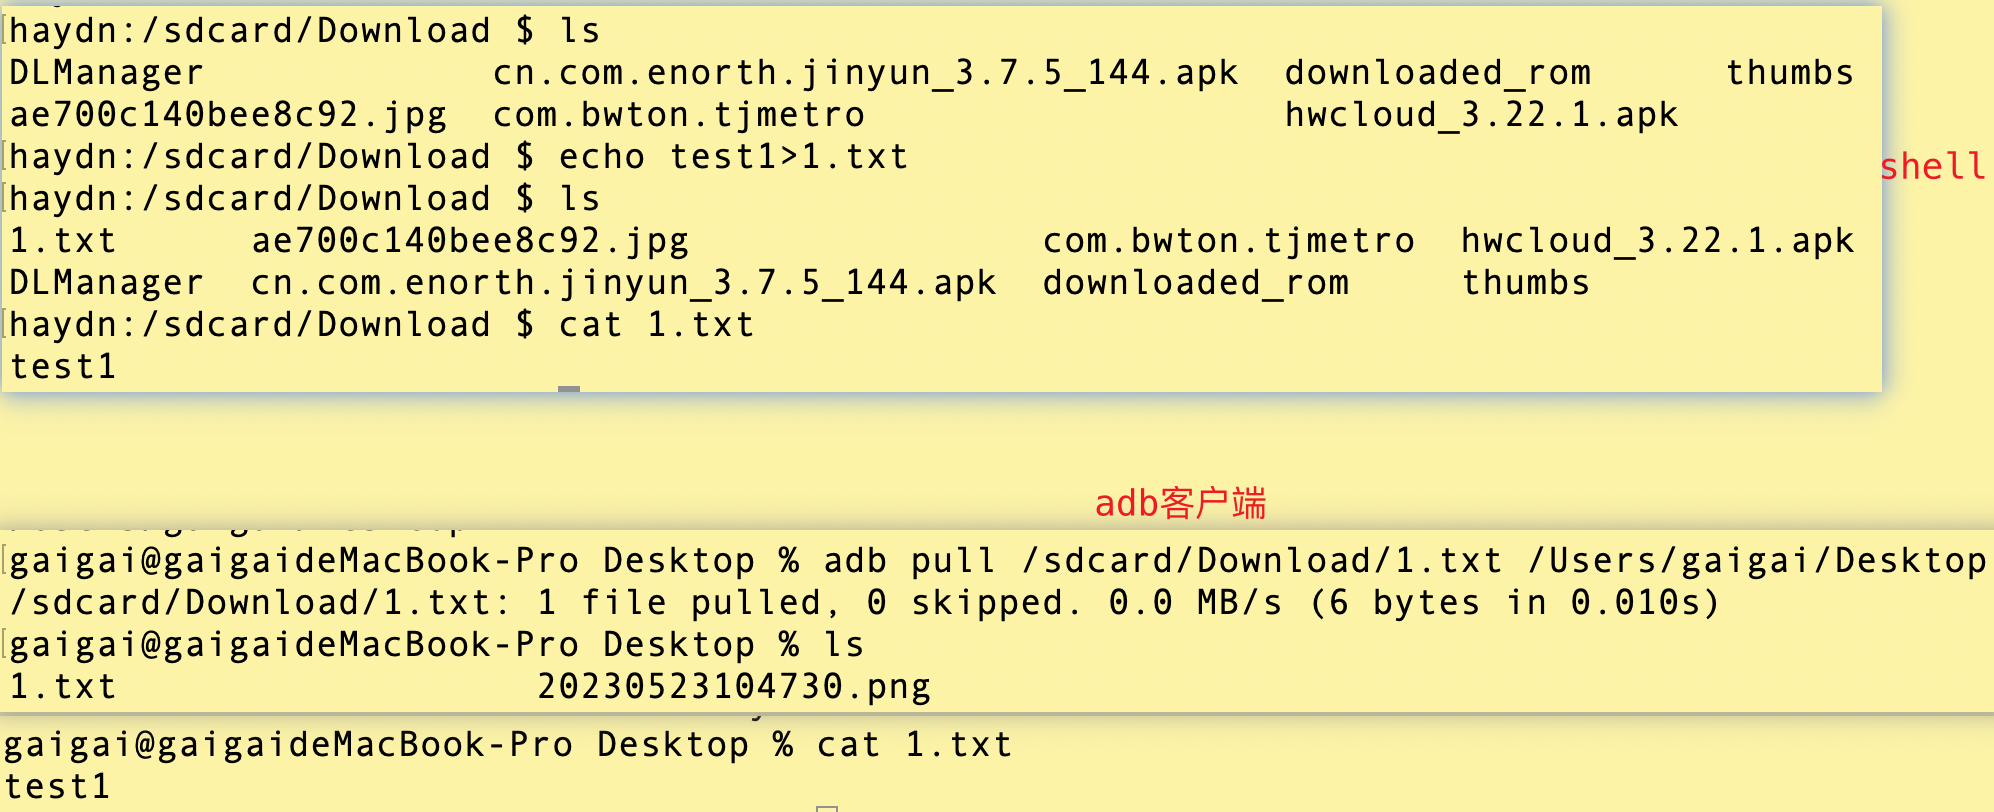 haydn:/sdcard/Download $ ls
DLManager cn.com.enorth.jinyun_3.7.5_144.apk downloaded_rom thumbs
ae700c140bee8c92.jpg com.bwton.tjmetro hwcloud_3.22.1.apk
haydn:/sdcard/Download $ echo test1>1.txt
shell
haydn:/sdcard/Download $ ls
1.txt ae700c140bee8c92.jpg com.bwton.tjmetro hwcloud_3.22.1.apk
DLManager cn.com.enorth.jinyun_3.7.5_144.apk downloaded_rom thumbs
haydn:/sdcard/Download $ cat 1.txt
test1
adb客户端
gaigai@gaigaideMacBook-Pro Desktop % adb pull /sdcard/Download/1.txt /Users/gaigai/Desktop
/sdcard/Download/1.txt: 1 file pulled, 0 skipped. 0.0 MB/s (6 bytes in 0.010s)
gaigai@gaigaideMacBook-Pro Desktop % ls
1.txt 20230523104730.png
gaigai@gaigaideMacBook-Pro Desktop % cat 1.txt
test1